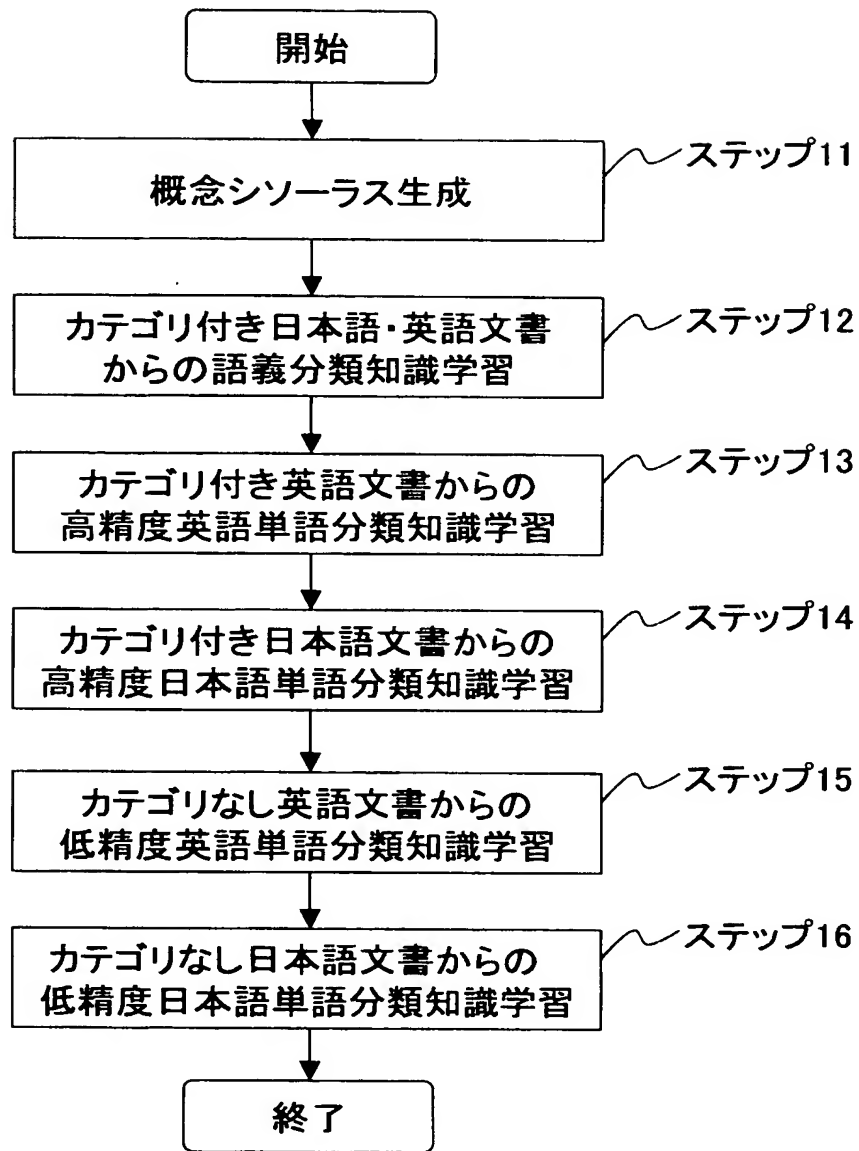 開始
概念シソーラス生成
ステップ11
カテゴリ付き日本語・英語文書
からの語義分類知識学習
ステップ12
カテゴリ付き英語文書からの
高精度英語単語分類知識学習
ステップ13
カテゴリ付き日本語文書からの
高精度日本語単語分類知識学習
ステップ14
カテゴリなし英語文書からの
低精度英語単語分類知識学習
ステップ15
カテゴリなし日本語文書からの
低精度日本語単語分類知識学習
ステップ16
終了